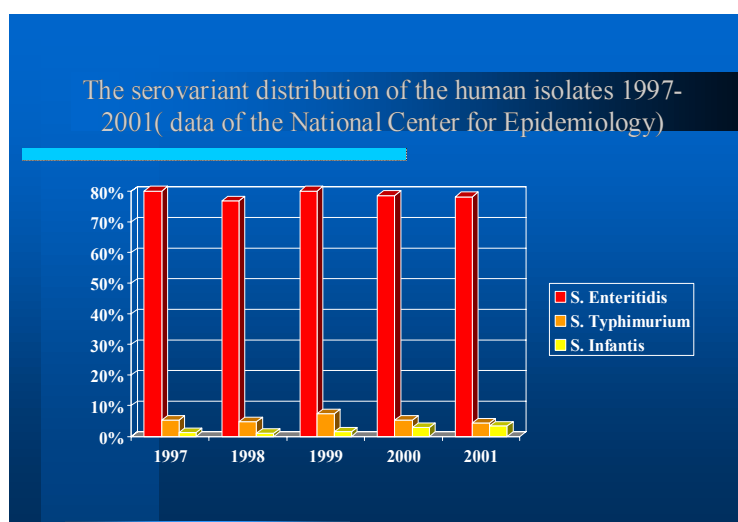 The serovariant distribution of the human isolates 1997-
2001( data of the National Center for Epidemiology)
80%
70%
60%
50%
40%
30%
20%
10%
0%
1997 1998 1999 2000 2001
S. Enteritidis
S. Typhimurium
S. Infantis